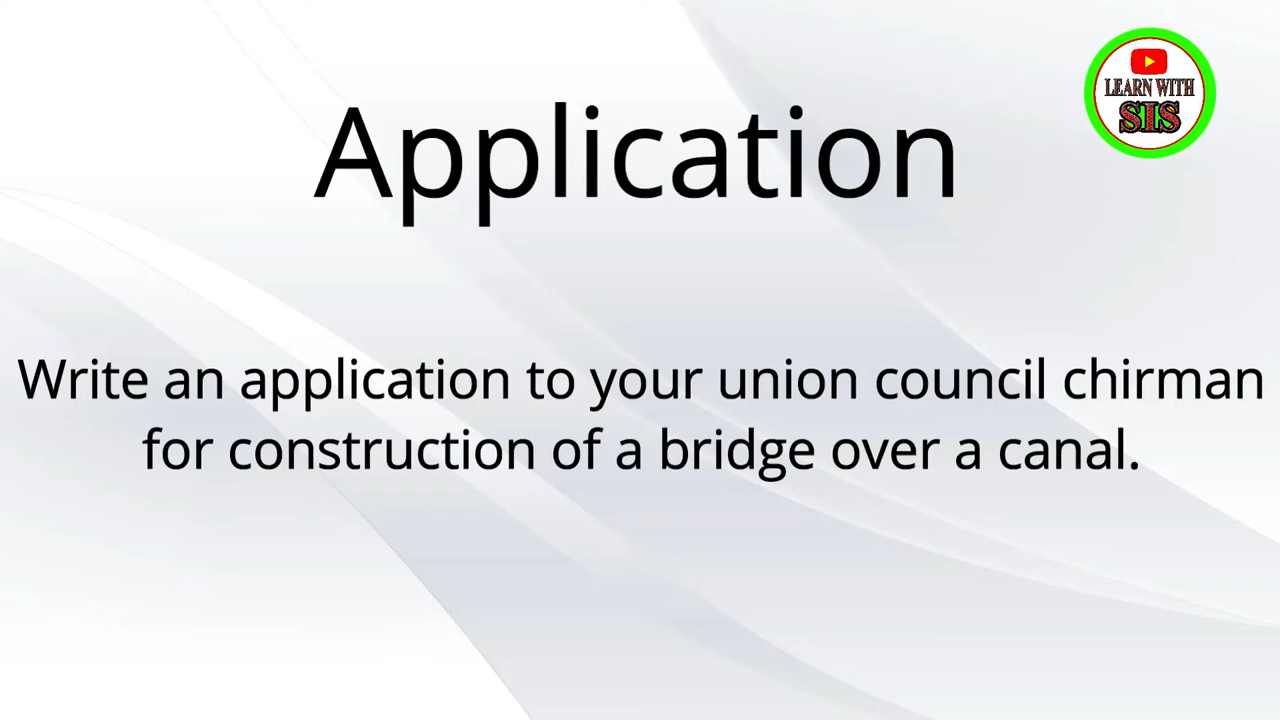 LEARN WITH
SIS
Application
Write an application to your union council chirman
for construction of a bridge over a canal.